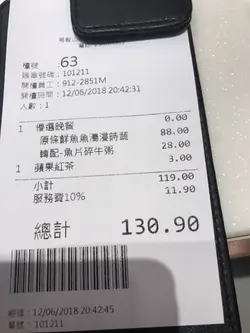 檯號 :63
賬單號碼: 101211
開檯員工: 912-2851M
開檯時間: 12/06/2018 20:42:31
人數: 1
1 優選晚餐 0.00
原條鮮魚魚湯浸時蔬 88.00
轉配-魚片碎牛粥 28.00
1 蘋果紅茶 3.00
小計 119.00
服務費10% 11.90
總計 130.90
12/06/2018 20:42:45
單號: 101211